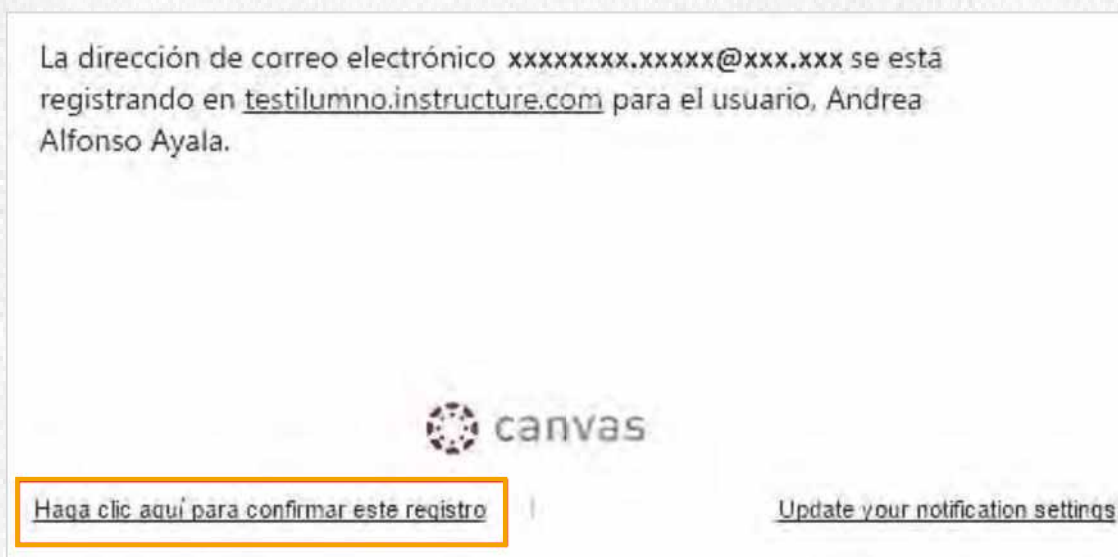 La dirección de correo electrónico xxxxxxxx.xxxxx@xxx.xxx se está
registrando en testilumno.instructure.com para el usuario, Andrea
Alfonso Ayala.
canvas
Haga clic aquí para confirmar este registro | Update your notification settings